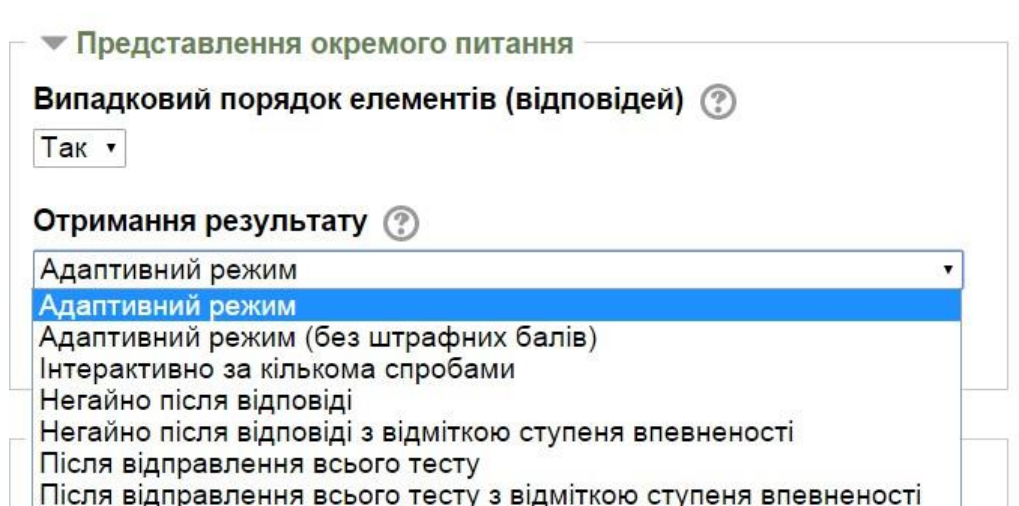 Представлення окремого питання
Випадковий порядок елементів (відповідей)
Так
Отримання результату
Адаптивний режим
Адаптивний режим
Адаптивний режим (без штрафних балів)
Інтерактивно за кількома спробами
Негайно після відповіді
Негайно після відповіді з відміткою ступеня впевненості
Після відправлення всього тесту
Після відправлення всього тесту з відміткою ступеня впевненості